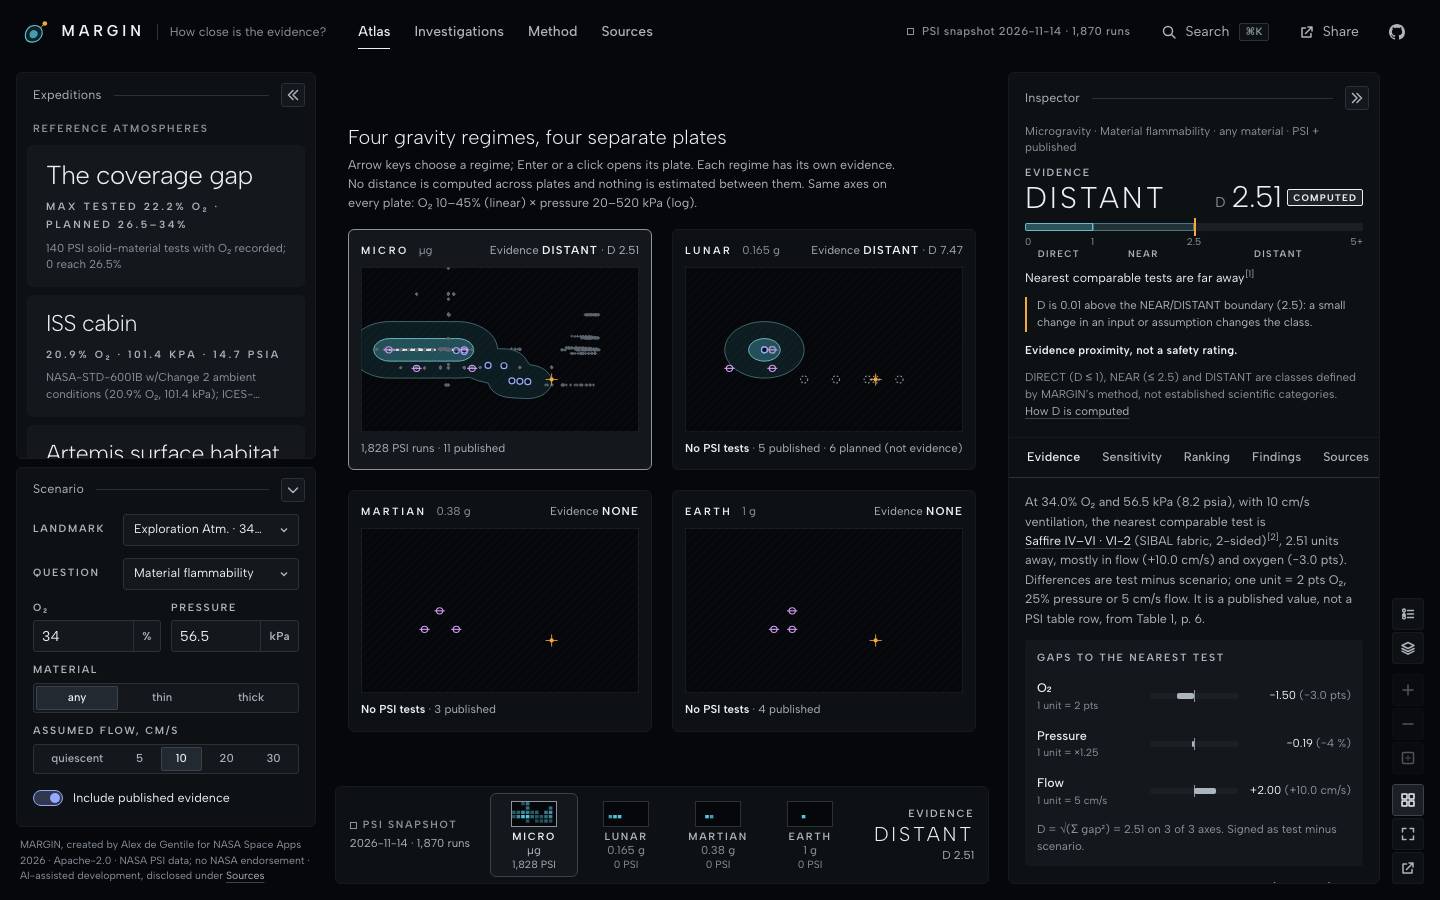 MARGIN
How close is the evidence?
Atlas
Investigations
Method
Sources
PSI snapshot 2026-11-14 · 1,870 runs
Search
⌘K
Share
Expeditions
REFERENCE ATMOSPHERES
The coverage gap
MAX TESTED 22.2% O₂ ·
PLANNED 26.5–34%
140 PSI solid-material tests with O₂ recorded;
0 reach 26.5%
ISS cabin
20.9% O₂ · 101.4 KPA · 14.7 PSIA
NASA-STD-6001B w/Change 2 ambient
conditions (20.9% O₂, 101.4 kPa); ICES-…
Artemis surface habitat
Scenario
LANDMARK
Exploration Atm. · 34…
QUESTION
Material flammability
O₂
PRESSURE
34
%
56.5
kPa
MATERIAL
any
thin
thick
ASSUMED FLOW, CM/S
quiescent
5
10
20
30
Include published evidence
MARGIN, created by Alex de Gentile for NASA Space Apps
2026 · Apache-2.0 · NASA PSI data; no NASA endorsement ·
AI-assisted development, disclosed under Sources
Four gravity regimes, four separate plates
Arrow keys choose a regime; Enter or a click opens its plate. Each regime has its own evidence.
No distance is computed across plates and nothing is estimated between them. Same axes on
every plate: O₂ 10–45% (linear) × pressure 20–520 kPa (log).
MICRO
µg
Evidence DISTANT · D 2.51
1,828 PSI runs · 11 published
LUNAR
0.165 g
Evidence DISTANT · D 7.47
No PSI tests · 5 published · 6 planned (not evidence)
MARTIAN
0.38 g
Evidence NONE
No PSI tests · 3 published
EARTH
1 g
Evidence NONE
No PSI tests · 4 published
PSI SNAPSHOT
2026-11-14 · 1,870 runs
MICRO
µg
1,828 PSI
LUNAR
0.165 g
0 PSI
MARTIAN
0.38 g
0 PSI
EARTH
1 g
0 PSI
EVIDENCE
DISTANT
D 2.51
Inspector
Microgravity · Material flammability · any material · PSI +
published
EVIDENCE
DISTANT
D 2.51 COMPUTED
0
1
2.5
5+
DIRECT
NEAR
DISTANT
Nearest comparable tests are far away[1]
D is 0.01 above the NEAR/DISTANT boundary (2.5): a small
change in an input or assumption changes the class.
Evidence proximity, not a safety rating.
DIRECT (D ≤ 1), NEAR (≤ 2.5) and DISTANT are classes defined
by MARGIN's method, not established scientific categories.
How D is computed
Evidence
Sensitivity
Ranking
Findings
Sources
At 34.0% O₂ and 56.5 kPa (8.2 psia), with 10 cm/s
ventilation, the nearest comparable test is
Saffire IV–VI · VI-2 (SIBAL fabric, 2-sided)[2], 2.51 units
away, mostly in flow (+10.0 cm/s) and oxygen (−3.0 pts).
Differences are test minus scenario; one unit = 2 pts O₂,
25% pressure or 5 cm/s flow. It is a published value, not a
PSI table row, from Table 1, p. 6.
GAPS TO THE NEAREST TEST
O₂
1 unit = 2 pts
−1.50 (−3.0 pts)
Pressure
1 unit = ×1.25
−0.19 (−4 %)
Flow
1 unit = 5 cm/s
+2.00 (+10.0 cm/s)
D = √(Σ gap²) = 2.51 on 3 of 3 axes. Signed as test minus
scenario.